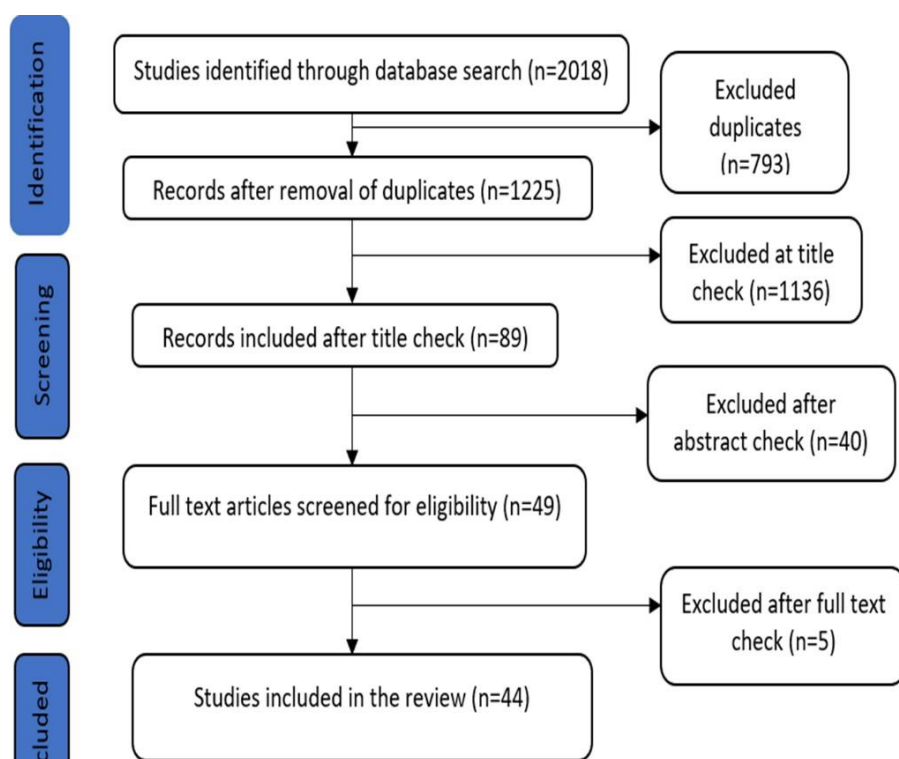 Identification
Studies identified through database search (n=2018)
Excluded
duplicates
(n=793)
Records after removal of duplicates (n=1225)
Screening
Excluded at title
check (n=1136)
Records included after title check (n=89)
Excluded after
abstract check (n=40)
Eligibility
Full text articles screened for eligibility (n=49)
Excluded after full text
check (n=5)
cluded
Studies included in the review (n=44)